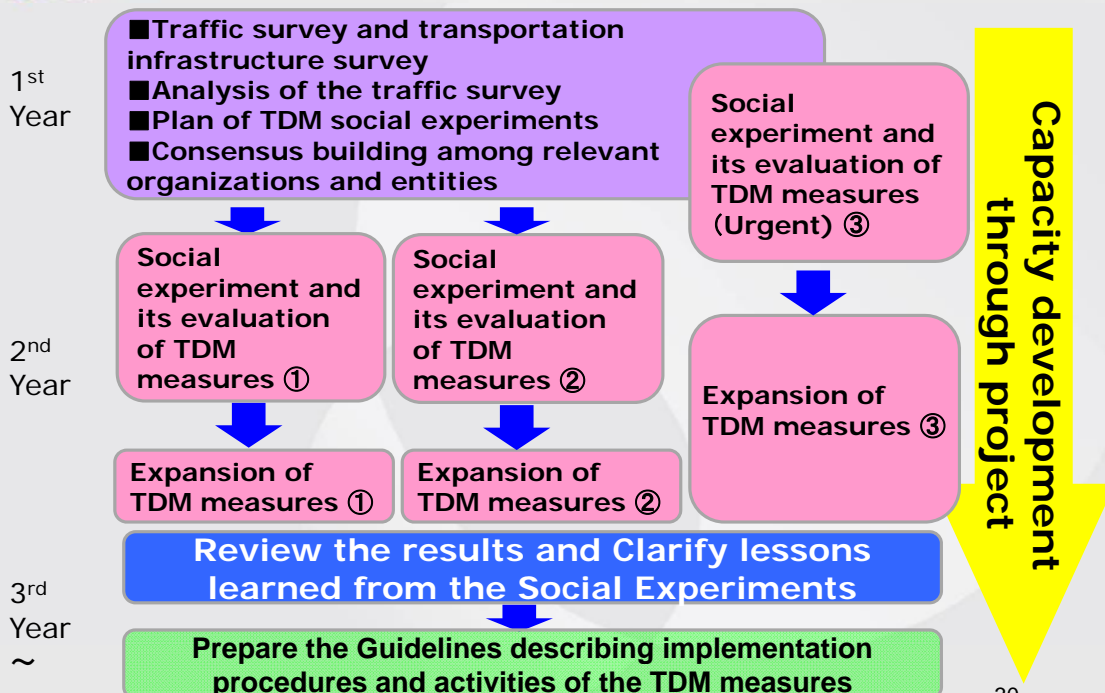 1st
Year
■Traffic survey and transportation
infrastructure survey
■Analysis of the traffic survey
■Plan of TDM social experiments
■Consensus building among relevant
organizations and entities
Social
experiment and
its evaluation of
TDM measures
(Urgent) ③
2nd
Year
Social
experiment and
its evaluation
of TDM
measures ①
Social
experiment and
its evaluation
of TDM
measures ②
Expansion of
TDM measures ③
Expansion of
TDM measures ①
Expansion of
TDM measures ②
3rd
Year
~
Review the results and Clarify lessons
learned from the Social Experiments
Prepare the Guidelines describing implementation
procedures and activities of the TDM measures
Capacity development
through project